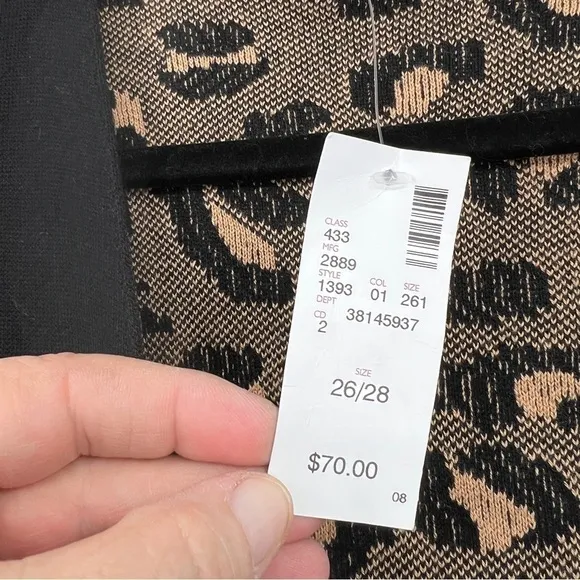 CLASS
433
MFG
2889
STYLE COL SIZE
1393 01 261
DEPT
38145937
CD
2
SIZE
26/28
$70.00
08